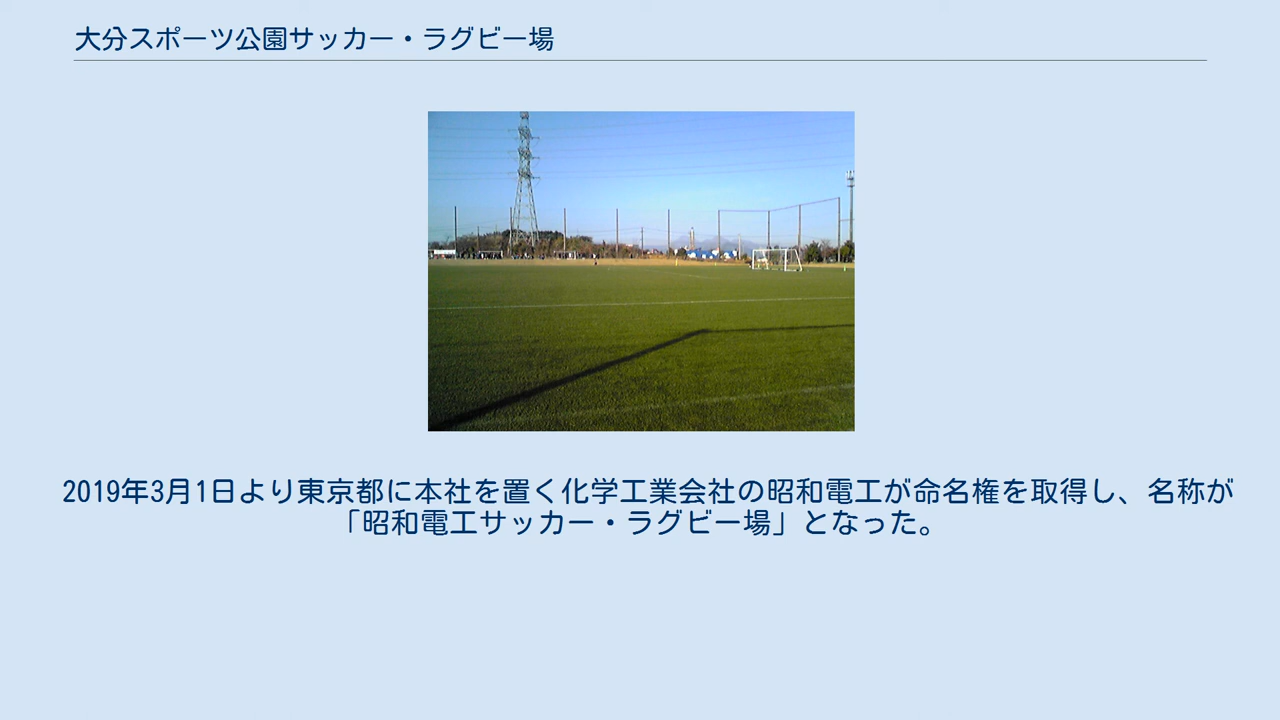 大分スポーツ公園サッカー・ラグビー場
2019年3月1日より東京都に本社を置く化学工業会社の昭和電工が命名権を取得し、名称が
「昭和電工サッカー・ラグビー場」となった。